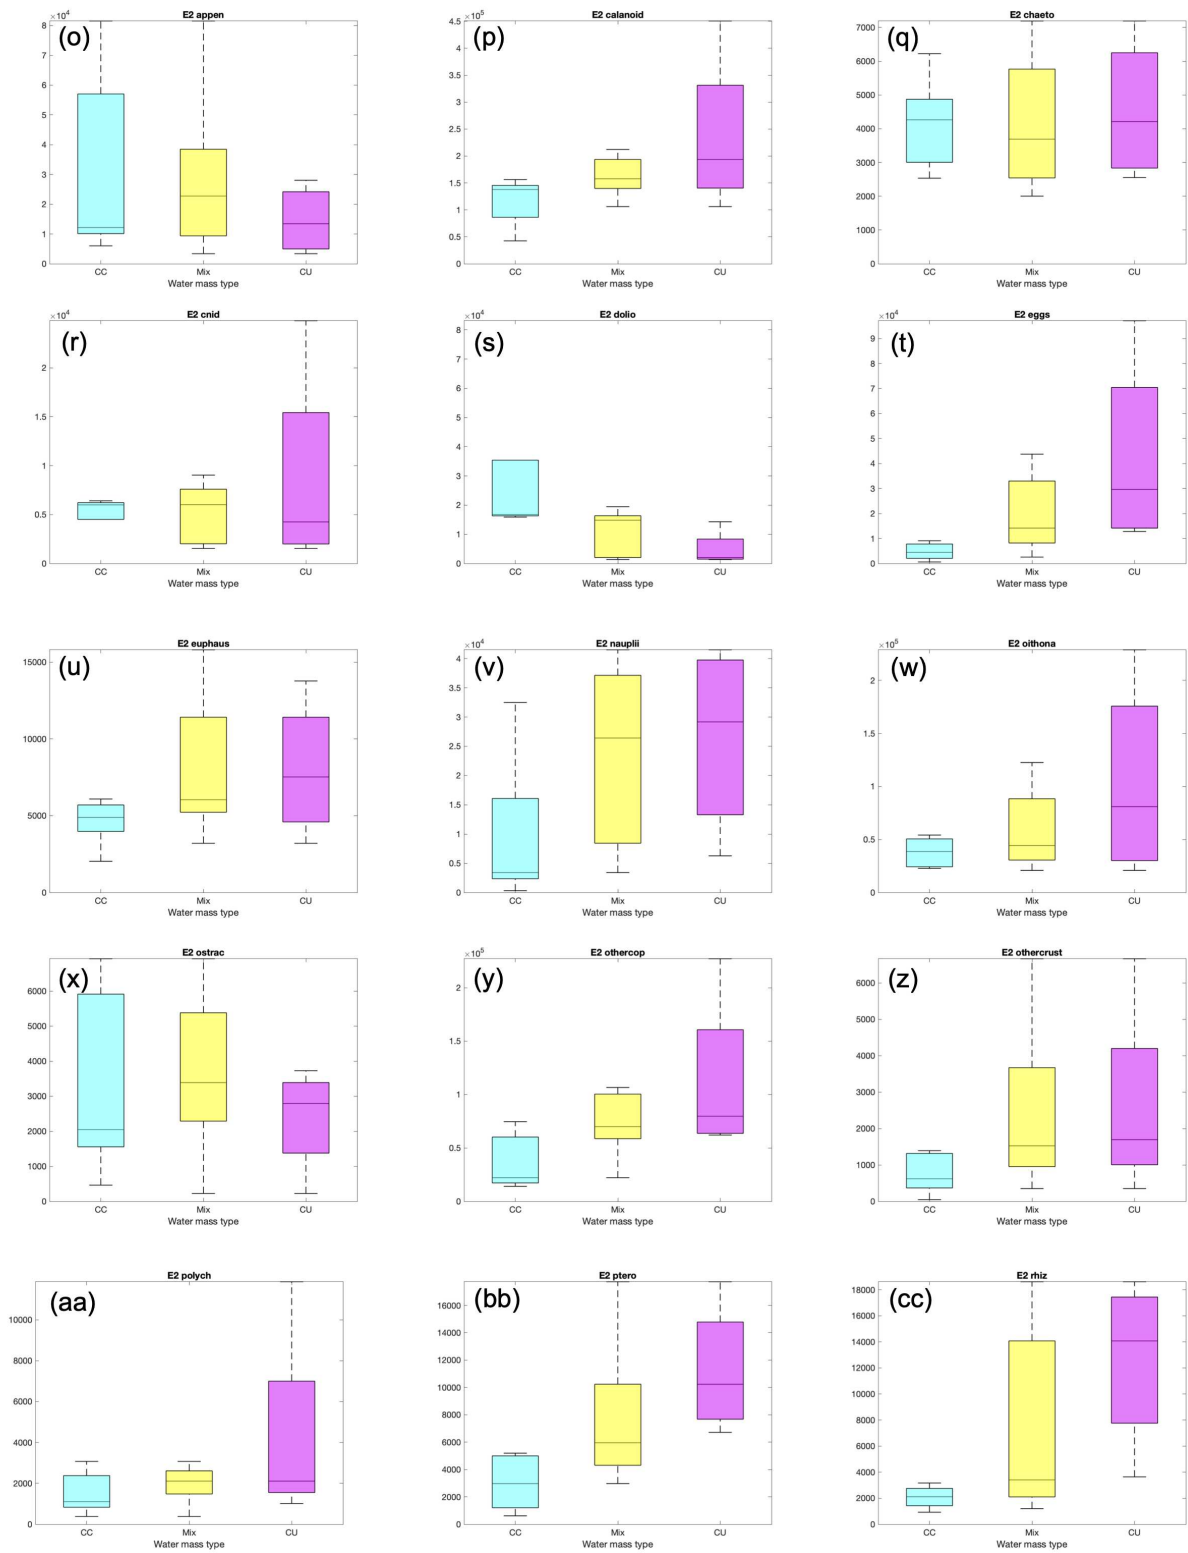 E2 appen
(o)
×10⁴
8
7
6
5
4
3
2
1
0
CC Mix CU
Water mass type
E2 calanoid
(p)
×10⁵
4.5
4
3.5
3
2.5
2
1.5
1
0.5
0
CC Mix CU
Water mass type
E2 chaeto
(q)
7000
6000
5000
4000
3000
2000
1000
0
CC Mix CU
Water mass type
E2 cnid
(r)
×10⁴
2
1.5
1
0.5
0
CC Mix CU
Water mass type
E2 dolio
(s)
×10⁴
8
7
6
5
4
3
2
1
0
CC Mix CU
Water mass type
E2 eggs
(t)
×10⁴
9
8
7
6
5
4
3
2
1
0
CC Mix CU
Water mass type
E2 euphaus
(u)
15000
10000
5000
0
CC Mix CU
Water mass type
E2 nauplii
(v)
×10⁴
4
3.5
3
2.5
2
1.5
1
0.5
0
CC Mix CU
Water mass type
E2 oithona
(w)
×10⁵
2
1.5
1
0.5
0
CC Mix CU
Water mass type
E2 ostrac
(x)
6000
5000
4000
3000
2000
1000
0
CC Mix CU
Water mass type
E2 othercop
(y)
×10⁵
2
1.5
1
0.5
0
CC Mix CU
Water mass type
E2 othercrust
(z)
6000
5000
4000
3000
2000
1000
0
CC Mix CU
Water mass type
E2 polych
(aa)
10000
8000
6000
4000
2000
0
CC Mix CU
Water mass type
E2 ptero
(bb)
16000
14000
12000
10000
8000
6000
4000
2000
0
CC Mix CU
Water mass type
E2 rhiz
(cc)
18000
16000
14000
12000
10000
8000
6000
4000
2000
0
CC Mix CU
Water mass type